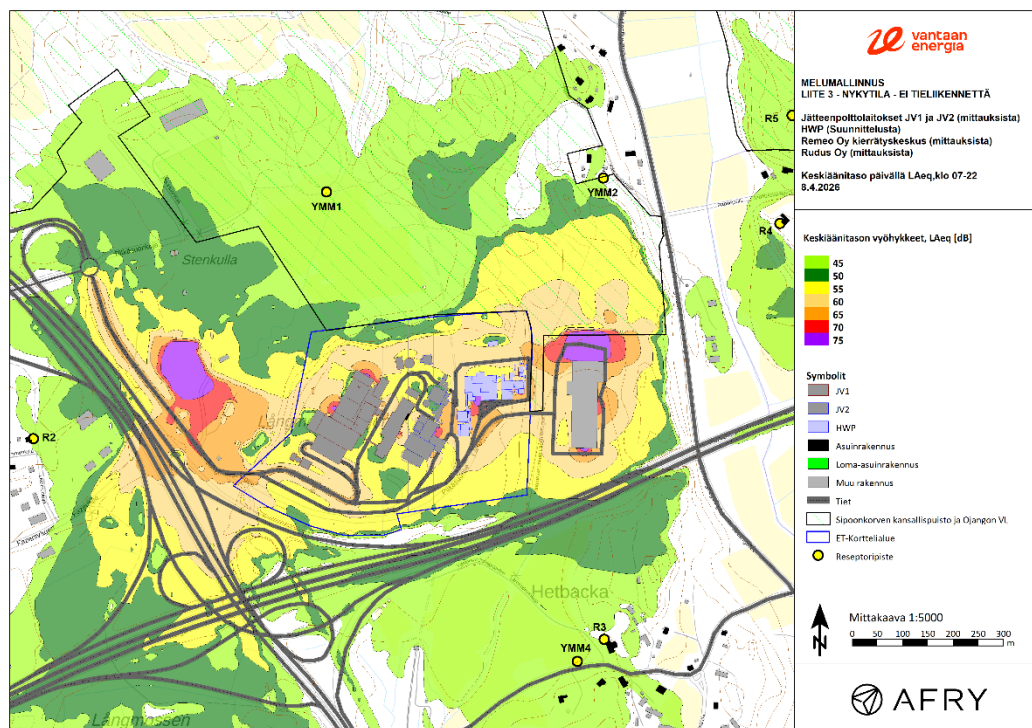 vantaan
energia
MELUMALLINNUS
LIITE 3 - NYKYTILA - EI TIELIIKENNETTÄ
Jätteenpolttolaitokset JV1 ja JV2 (mittauksista)
HWP (Suunnittelusta)
Remeo Oy kierrätyskeskus (mittauksista)
Rudus Oy (mittauksista)
Keskiäänitaso päivällä LAeq,klo 07-22
8.4.2026
Keskiäänitason vyöhykkeet, LAeq [dB]
45
50
55
60
65
70
75
Symbolit
JV1
JV2
HWP
Asuinrakennus
Loma-asuinrakennus
Muu rakennus
Tiet
Sipoonkorven kansallispuisto ja Ojangon VL
ET-Korttelialue
Reseptoripiste
N
Mittakaava 1:5000
0 50 100 150 200 250 300
m
AFRY
R5
YMM1
YMM2
R4
Stenkulla
R2
Hetbacka
R3
YMM4
Långmossen